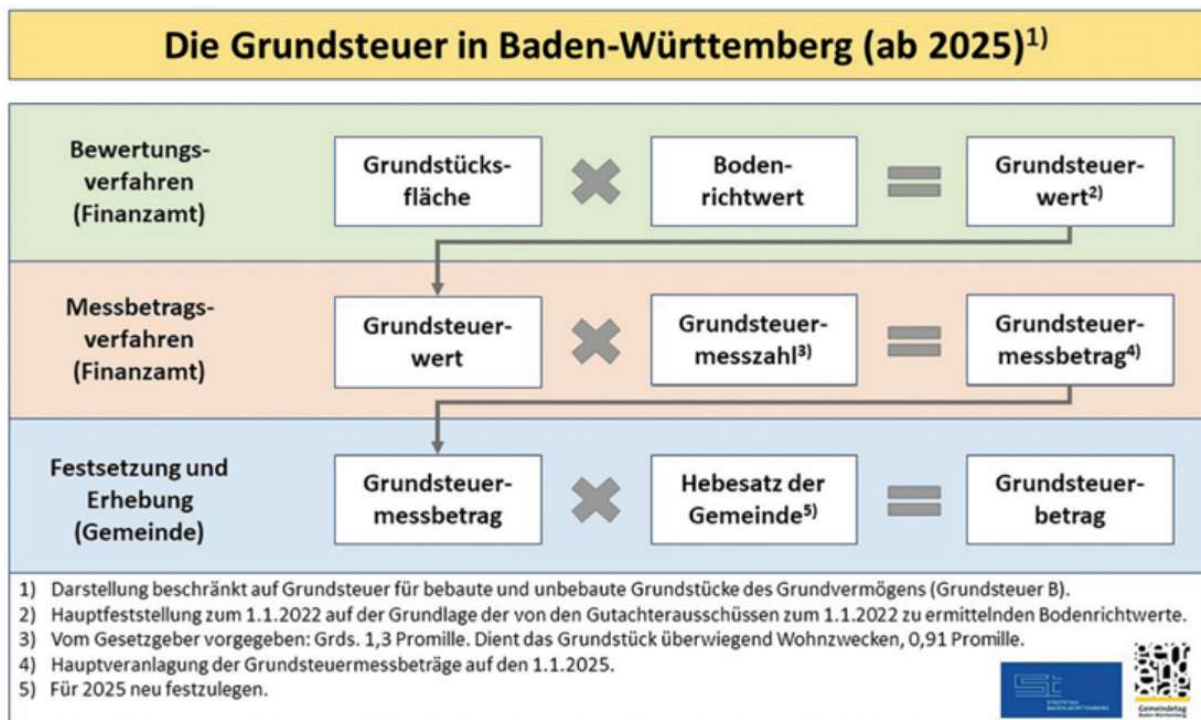 Die Grundsteuer in Baden-Württemberg (ab 2025)1)
Bewertungs-
verfahren
(Finanzamt)
Grundstücks-
fläche
Boden-
richtwert
Grundsteuer-
wert2)
Messbetrags-
verfahren
(Finanzamt)
Grundsteuer-
wert
Grundsteuer-
messzahl3)
Grundsteuer-
messbetrag4)
Festsetzung und
Erhebung
(Gemeinde)
Grundsteuer-
messbetrag
Hebesatz der
Gemeinde5)
Grundsteuer-
betrag
1) Darstellung beschränkt auf Grundsteuer für bebaute und unbebaute Grundstücke des Grundvermögens (Grundsteuer B).
2) Hauptfeststellung zum 1.1.2022 auf der Grundlage der von den Gutachterausschüssen zum 1.1.2022 zu ermittelnden Bodenrichtwerte.
3) Vom Gesetzgeber vorgegeben: Grds. 1,3 Promille. Dient das Grundstück überwiegend Wohnzwecken, 0,91 Promille.
4) Hauptveranlagung der Grundsteuermessbeträge auf den 1.1.2025.
5) Für 2025 neu festzulegen.
STÄDTETAG
BADEN-WÜRTTEMBERG
Gemeindetag
Baden-Württemberg